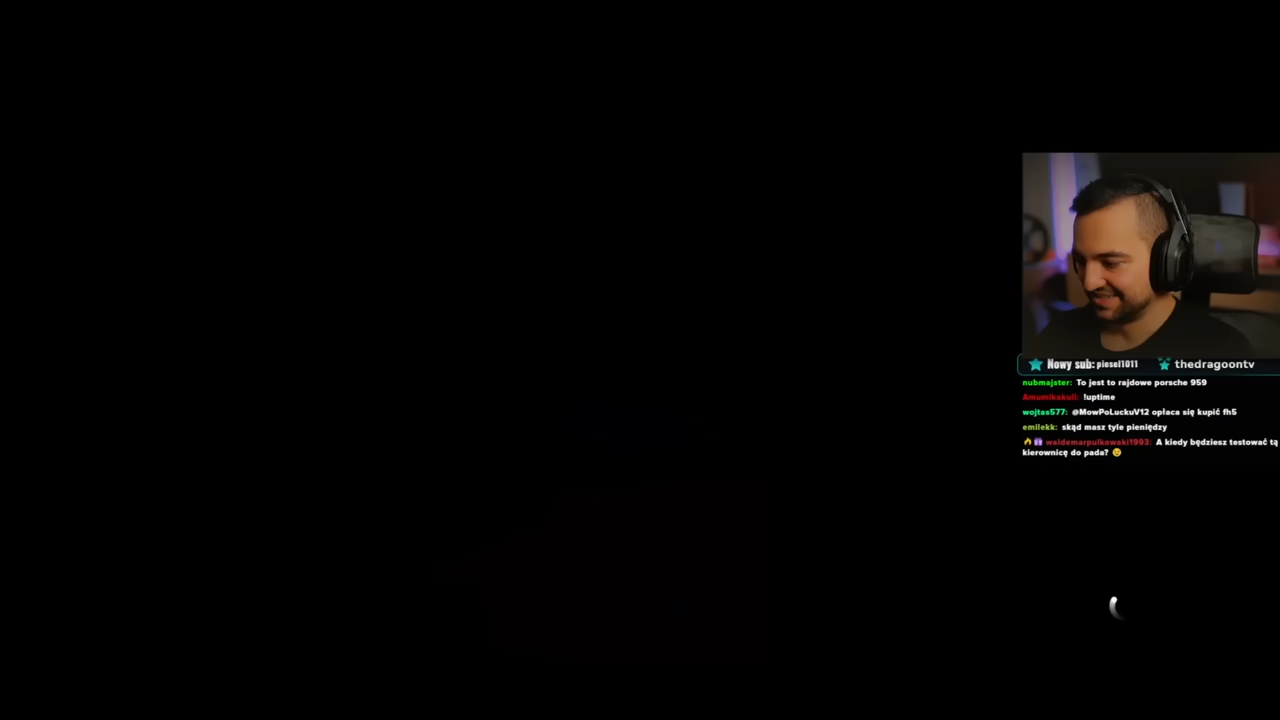 Nowy sub: piesel1011 thedragoontv
nubmajster: To jest to rajdowe porsche 959
Amumikakuli: !uptime
wojtas577: @MowPoLuckuV12 opłaca się kupić fh5
emilekk: skąd masz tyle pieniędzy
waldemarpulkowaki1993: A kiedy będziesz testować tą
kierownicę do pada? 😉